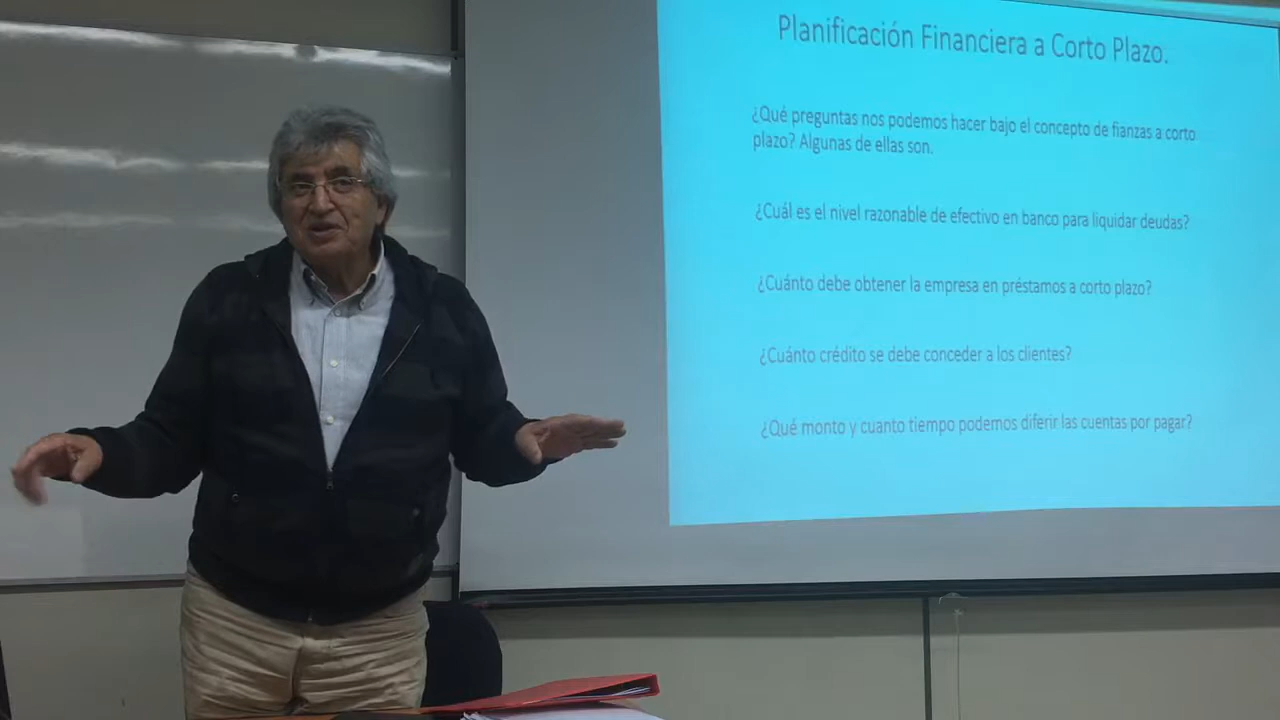 Planificación Financiera a Corto Plazo.
¿Qué preguntas nos podemos hacer bajo el concepto de fianzas a corto
plazo? Algunas de ellas son.
¿Cuál es el nivel razonable de efectivo en banco para liquidar deudas?
¿Cuánto debe obtener la empresa en préstamos a corto plazo?
¿Cuánto crédito se debe conceder a los clientes?
¿Qué monto y cuanto tiempo podemos diferir las cuentas por pagar?